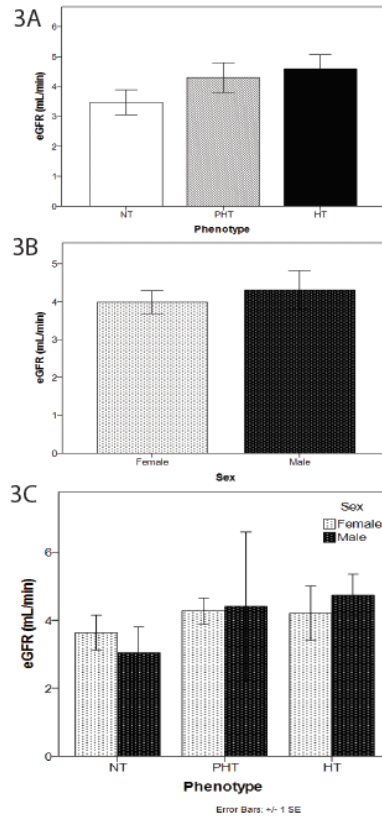 3A
eGFR (mL/min)
6
5
4
3
2
1
0
NT PHT HT
Phenotype
3B
eGFR (mL/min)
5
4
3
2
1
0
Female Male
Sex
3C
Sex
Female
Male
eGFR (mL/min)
6
4
2
0
NT PHT HT
Phenotype
Error Bars: +/- 1 SE